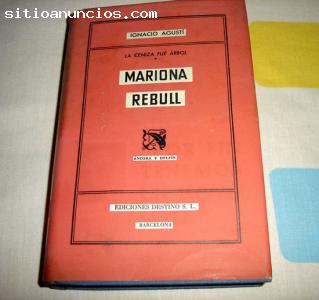 sitioanuncios.com
IGNACIO AGUSTÍ
LA CENIZA FUÉ ÁRBOL
MARIONA
REBULL
ÁNCORA Y DELFÍN
EDICIONES DESTINO S. L.
BARCELONA